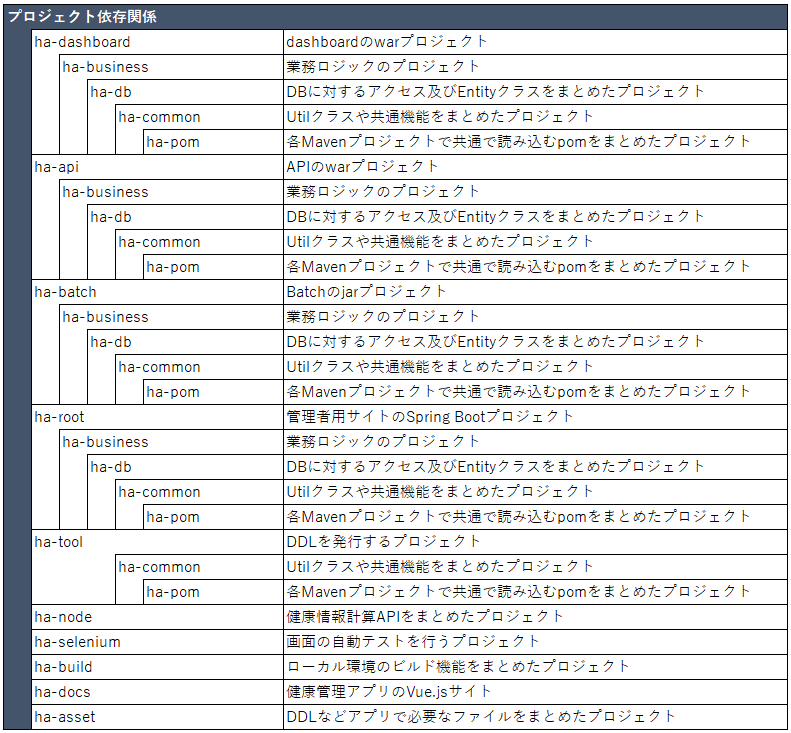 プロジェクト依存関係
ha-dashboard dashboardのwarプロジェクト
ha-business 業務ロジックのプロジェクト
ha-db DBに対するアクセス及びEntityクラスをまとめたプロジェクト
ha-common Utilクラスや共通機能をまとめたプロジェクト
ha-pom 各Mavenプロジェクトで共通で読み込むpomをまとめたプロジェクト
ha-api APIのwarプロジェクト
ha-business 業務ロジックのプロジェクト
ha-db DBに対するアクセス及びEntityクラスをまとめたプロジェクト
ha-common Utilクラスや共通機能をまとめたプロジェクト
ha-pom 各Mavenプロジェクトで共通で読み込むpomをまとめたプロジェクト
ha-batch Batchのjarプロジェクト
ha-business 業務ロジックのプロジェクト
ha-db DBに対するアクセス及びEntityクラスをまとめたプロジェクト
ha-common Utilクラスや共通機能をまとめたプロジェクト
ha-pom 各Mavenプロジェクトで共通で読み込むpomをまとめたプロジェクト
ha-root 管理者用サイトのSpring Bootプロジェクト
ha-business 業務ロジックのプロジェクト
ha-db DBに対するアクセス及びEntityクラスをまとめたプロジェクト
ha-common Utilクラスや共通機能をまとめたプロジェクト
ha-pom 各Mavenプロジェクトで共通で読み込むpomをまとめたプロジェクト
ha-tool DDLを発行するプロジェクト
ha-common Utilクラスや共通機能をまとめたプロジェクト
ha-pom 各Mavenプロジェクトで共通で読み込むpomをまとめたプロジェクト
ha-node 健康情報計算APIをまとめたプロジェクト
ha-selenium 画面の自動テストを行うプロジェクト
ha-build ローカル環境のビルド機能をまとめたプロジェクト
ha-docs 健康管理アプリのVue.jsサイト
ha-asset DDLなどアプリで必要なファイルをまとめたプロジェクト